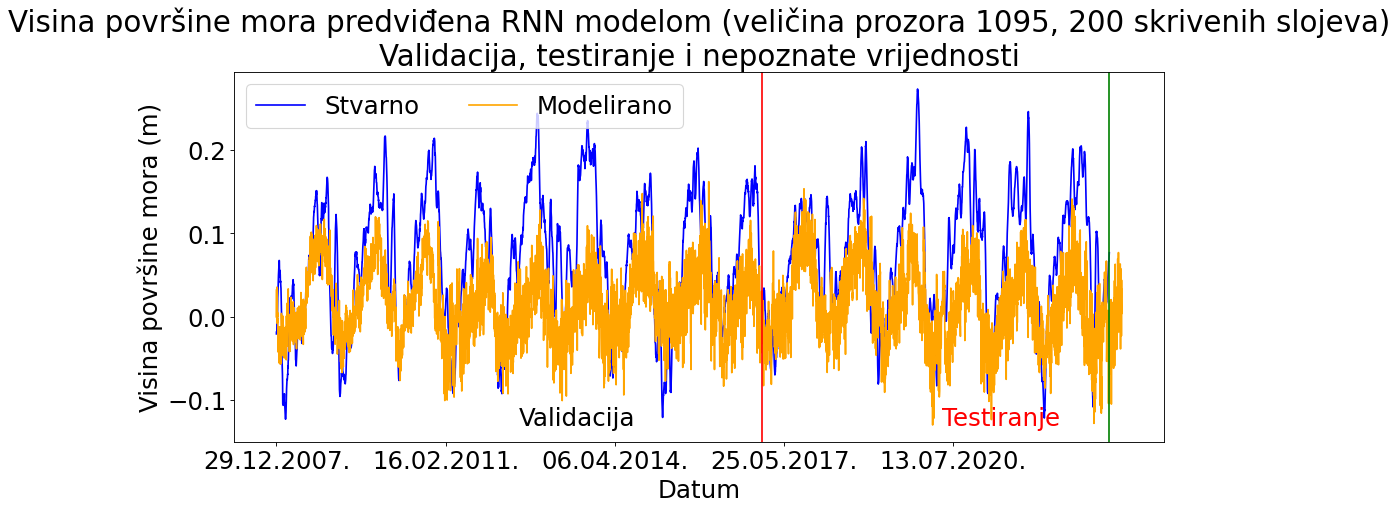 Visina površine mora predviđena RNN modelom (veličina prozora 1095, 200 skrivenih slojeva)
Validacija, testiranje i nepoznate vrijednosti
Stvarno
Modelirano
Visina površine mora (m)
0.2
0.1
0.0
−0.1
Validacija
Testiranje
29.12.2007.
16.02.2011.
06.04.2014.
25.05.2017.
13.07.2020.
Datum